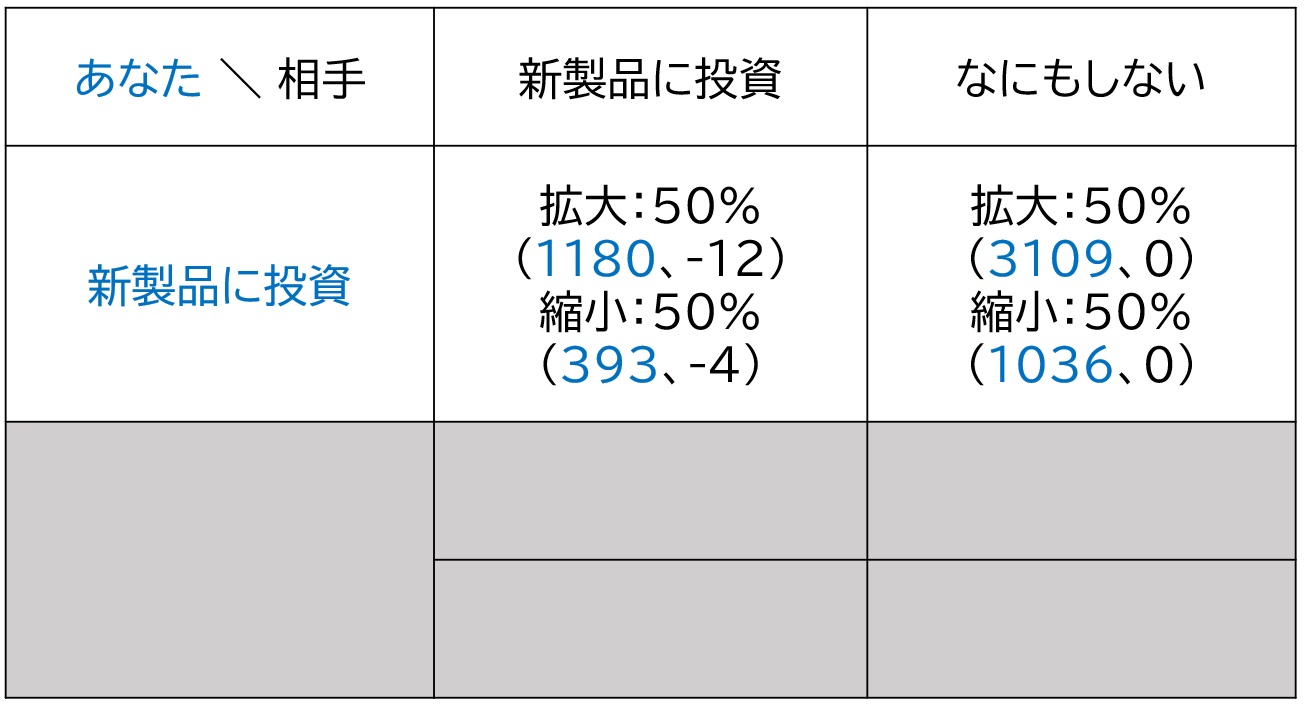 あなた ＼ 相手
新製品に投資
なにもしない
新製品に投資
拡大：50%
（1180、-12）
縮小：50%
（393、-4）
拡大：50%
（3109、0）
縮小：50%
（1036、0）